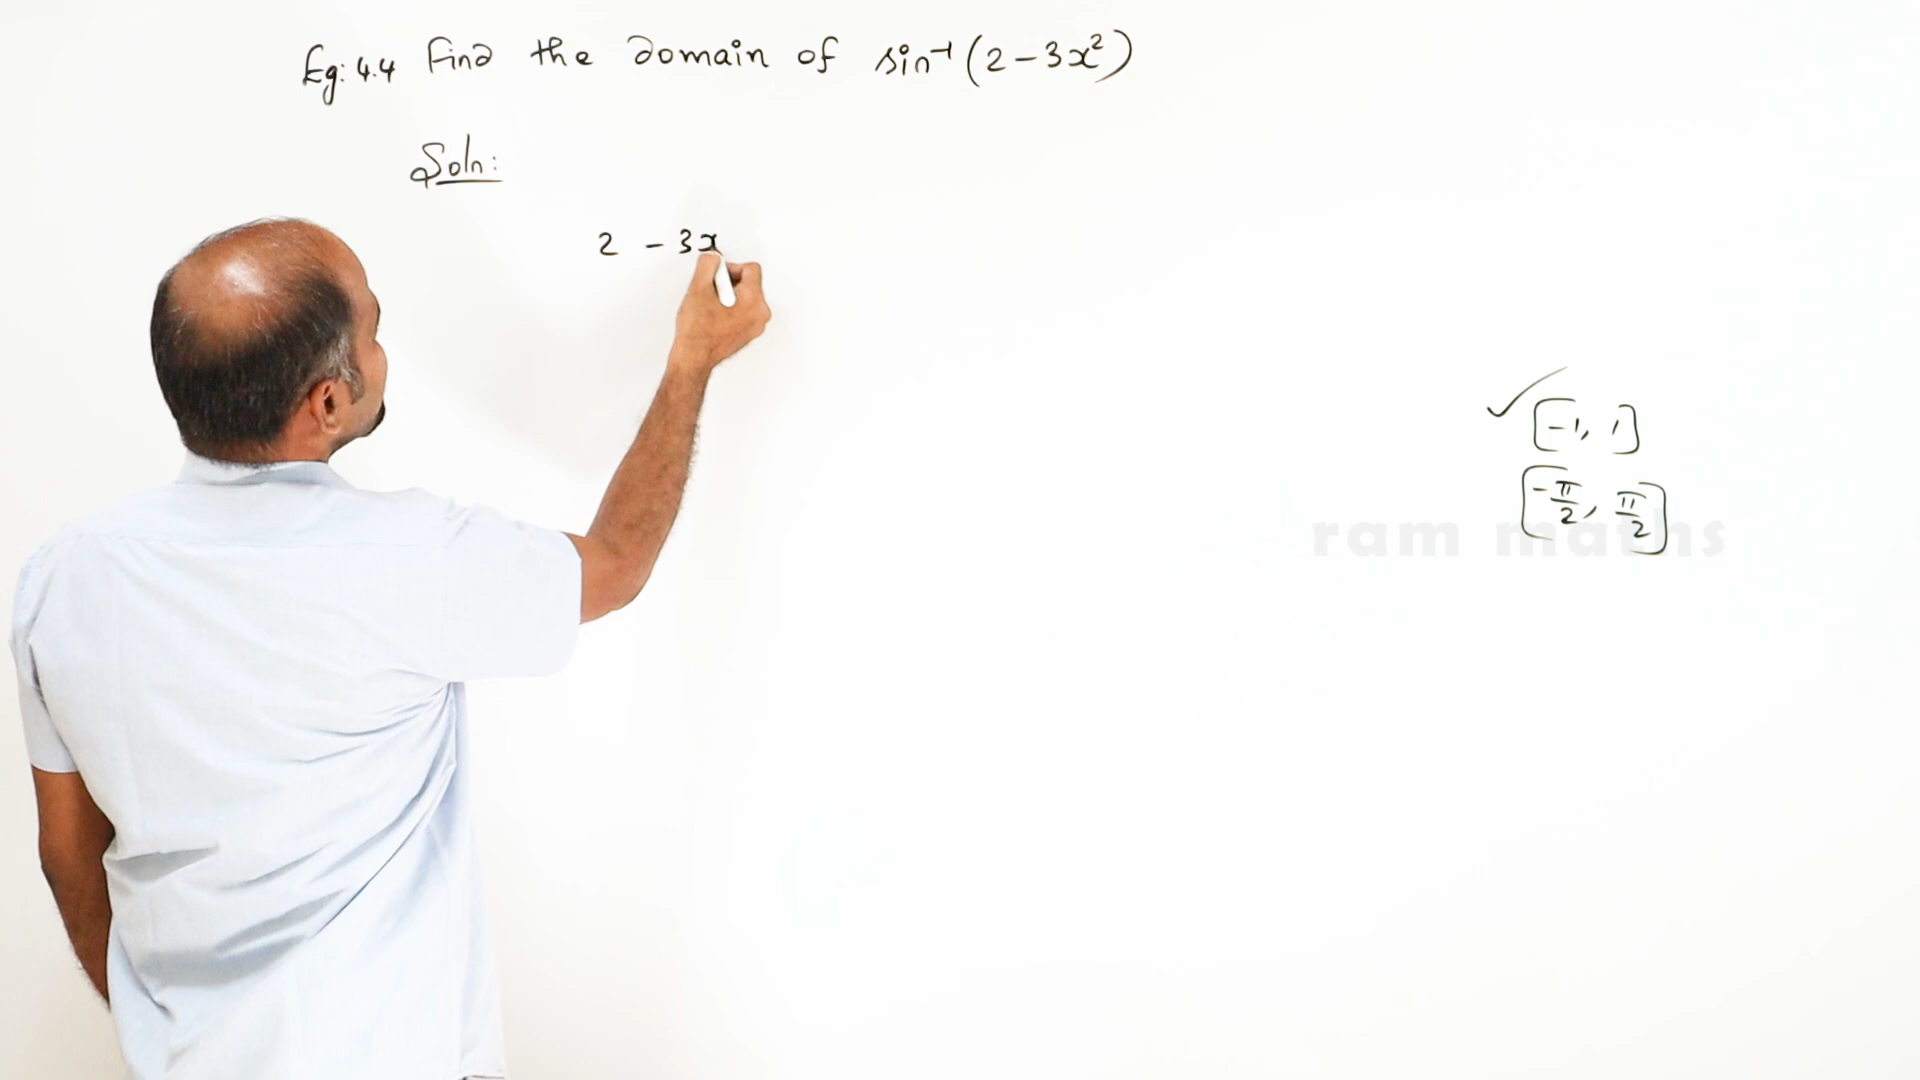 Eg: 4.4 Find the domain of sin⁻¹(2-3x²)
Soln:
2 - 3x
✓ [-1, 1]
[-π/2, π/2]
ram maths